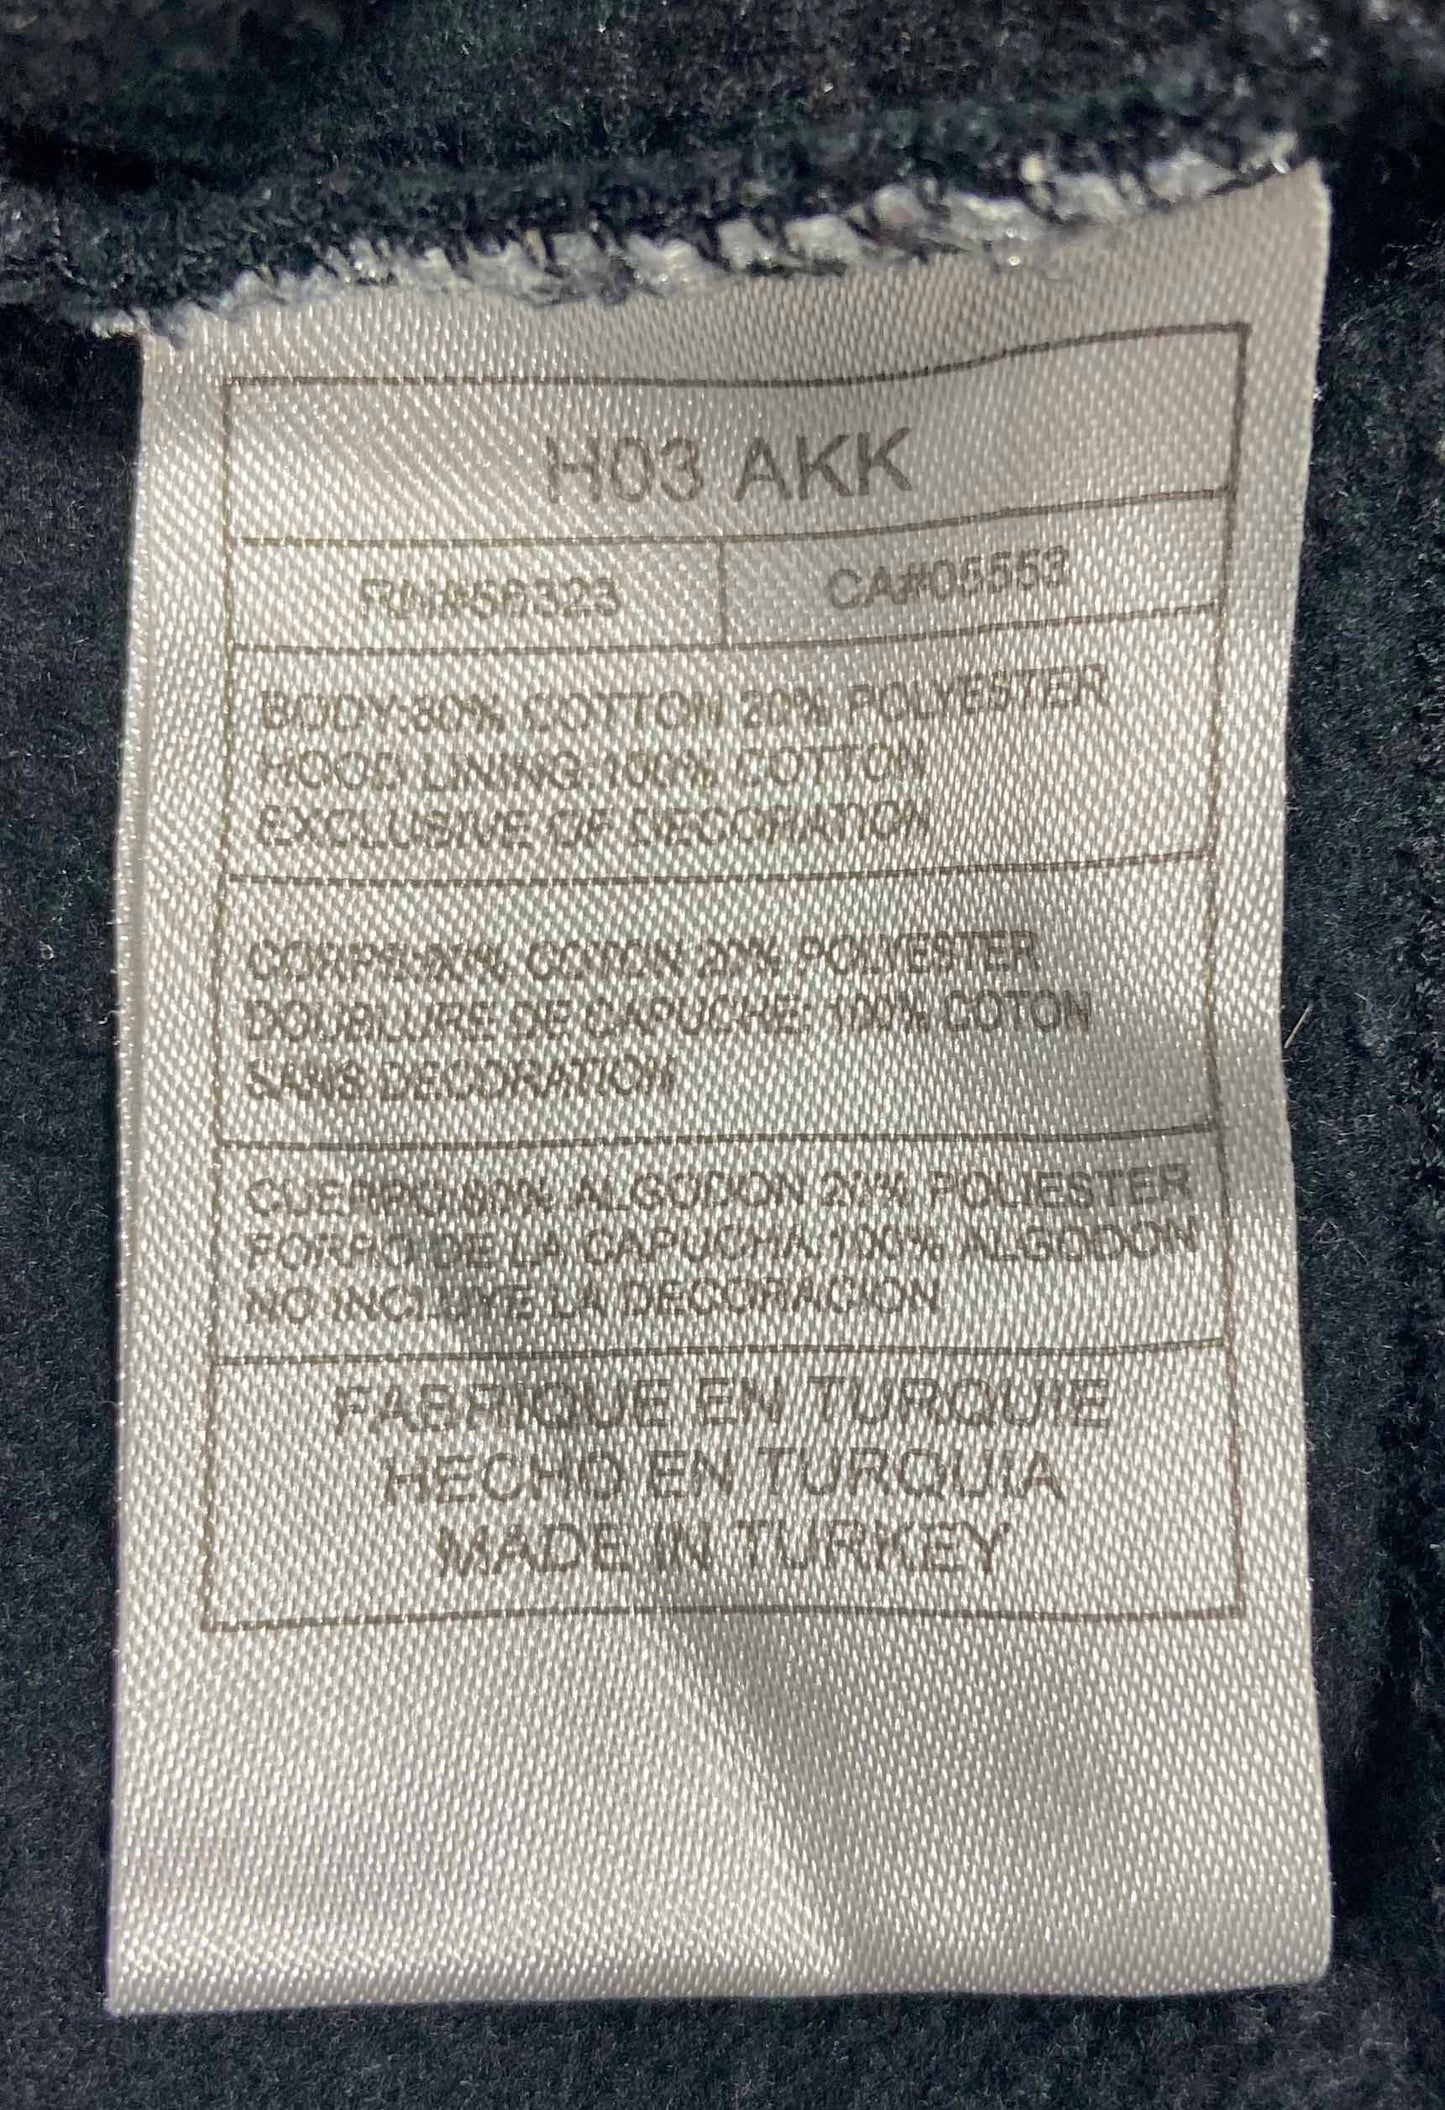 H03 AKK
RN#56323 CA#05553
BODY:80% COTTON 20% POLYESTER
HOOD LINING:100% COTTON
EXCLUSIVE OF DECORATION
CORPS:80% COTON 20% POLYESTER
DOUBLURE DE CAPUCHE: 100% COTON
SANS DECORATION
CUERPO:80% ALGODON 20% POLIESTER
FORRO DE LA CAPUCHA:100% ALGODON
NO INCLUYE LA DECORACION
FABRIQUE EN TURQUIE
HECHO EN TURQUIA
MADE IN TURKEY